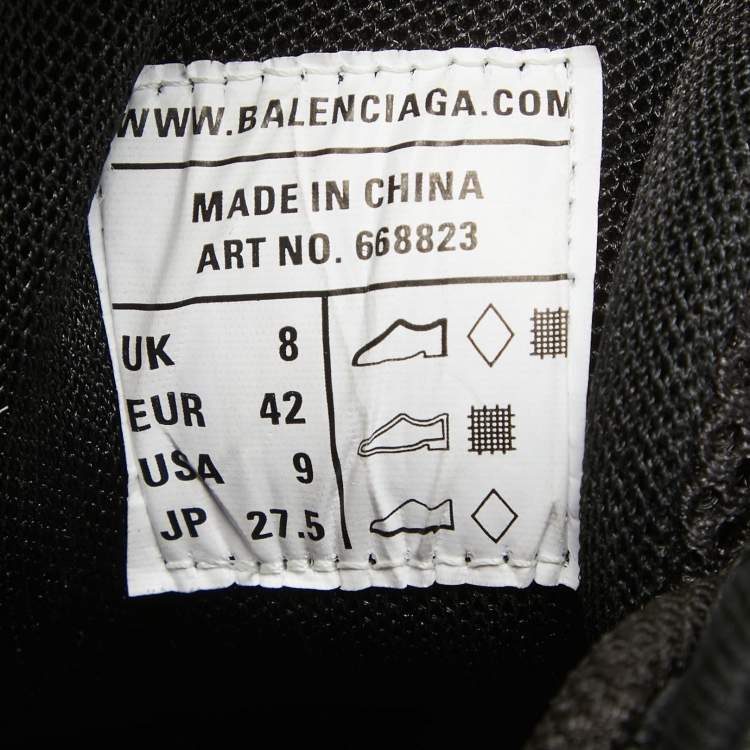 WWW.BALENCIAGA.COM
MADE IN CHINA
ART NO. 668823
UK 8
EUR 42
USA 9
JP 27.5